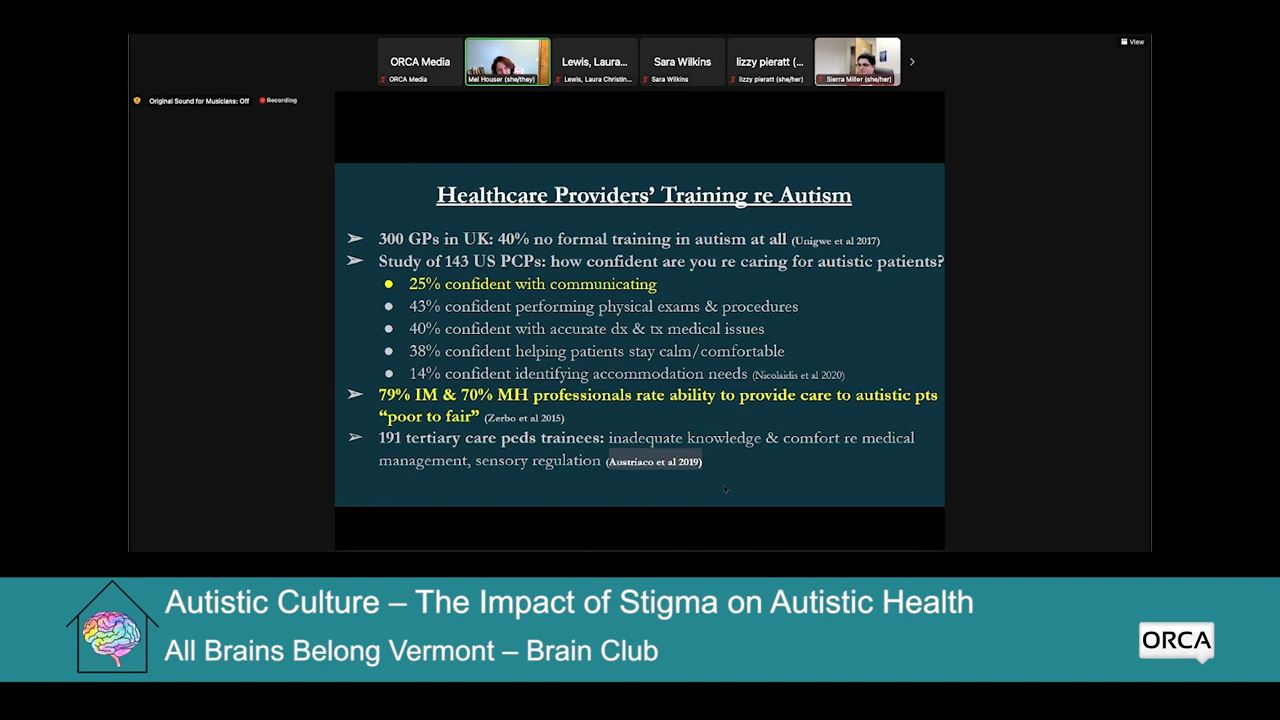 View
ORCA Media
ORCA Media
Mel Houser (she/they)
Lewis, Laura...
Lewis, Laura Christin...
Sara Wilkins
Sara Wilkins
lizzy pieratt (...
lizzy pieratt (she/her)
Sierra Miller (she/her)
Original Sound for Musicians: Off
Recording
Healthcare Providers’ Training re Autism
➢ 300 GPs in UK: 40% no formal training in autism at all (Unigwe et al 2017)
➢ Study of 143 US PCPs: how confident are you re caring for autistic patients?
● 25% confident with communicating
● 43% confident performing physical exams & procedures
● 40% confident with accurate dx & tx medical issues
● 38% confident helping patients stay calm/comfortable
● 14% confident identifying accommodation needs (Nicolaidis et al 2020)
➢ 79% IM & 70% MH professionals rate ability to provide care to autistic pts
“poor to fair” (Zerbo et al 2015)
➢ 191 tertiary care peds trainees: inadequate knowledge & comfort re medical
management, sensory regulation (Austriaco et al 2019)
Autistic Culture – The Impact of Stigma on Autistic Health
All Brains Belong Vermont – Brain Club
ORCA